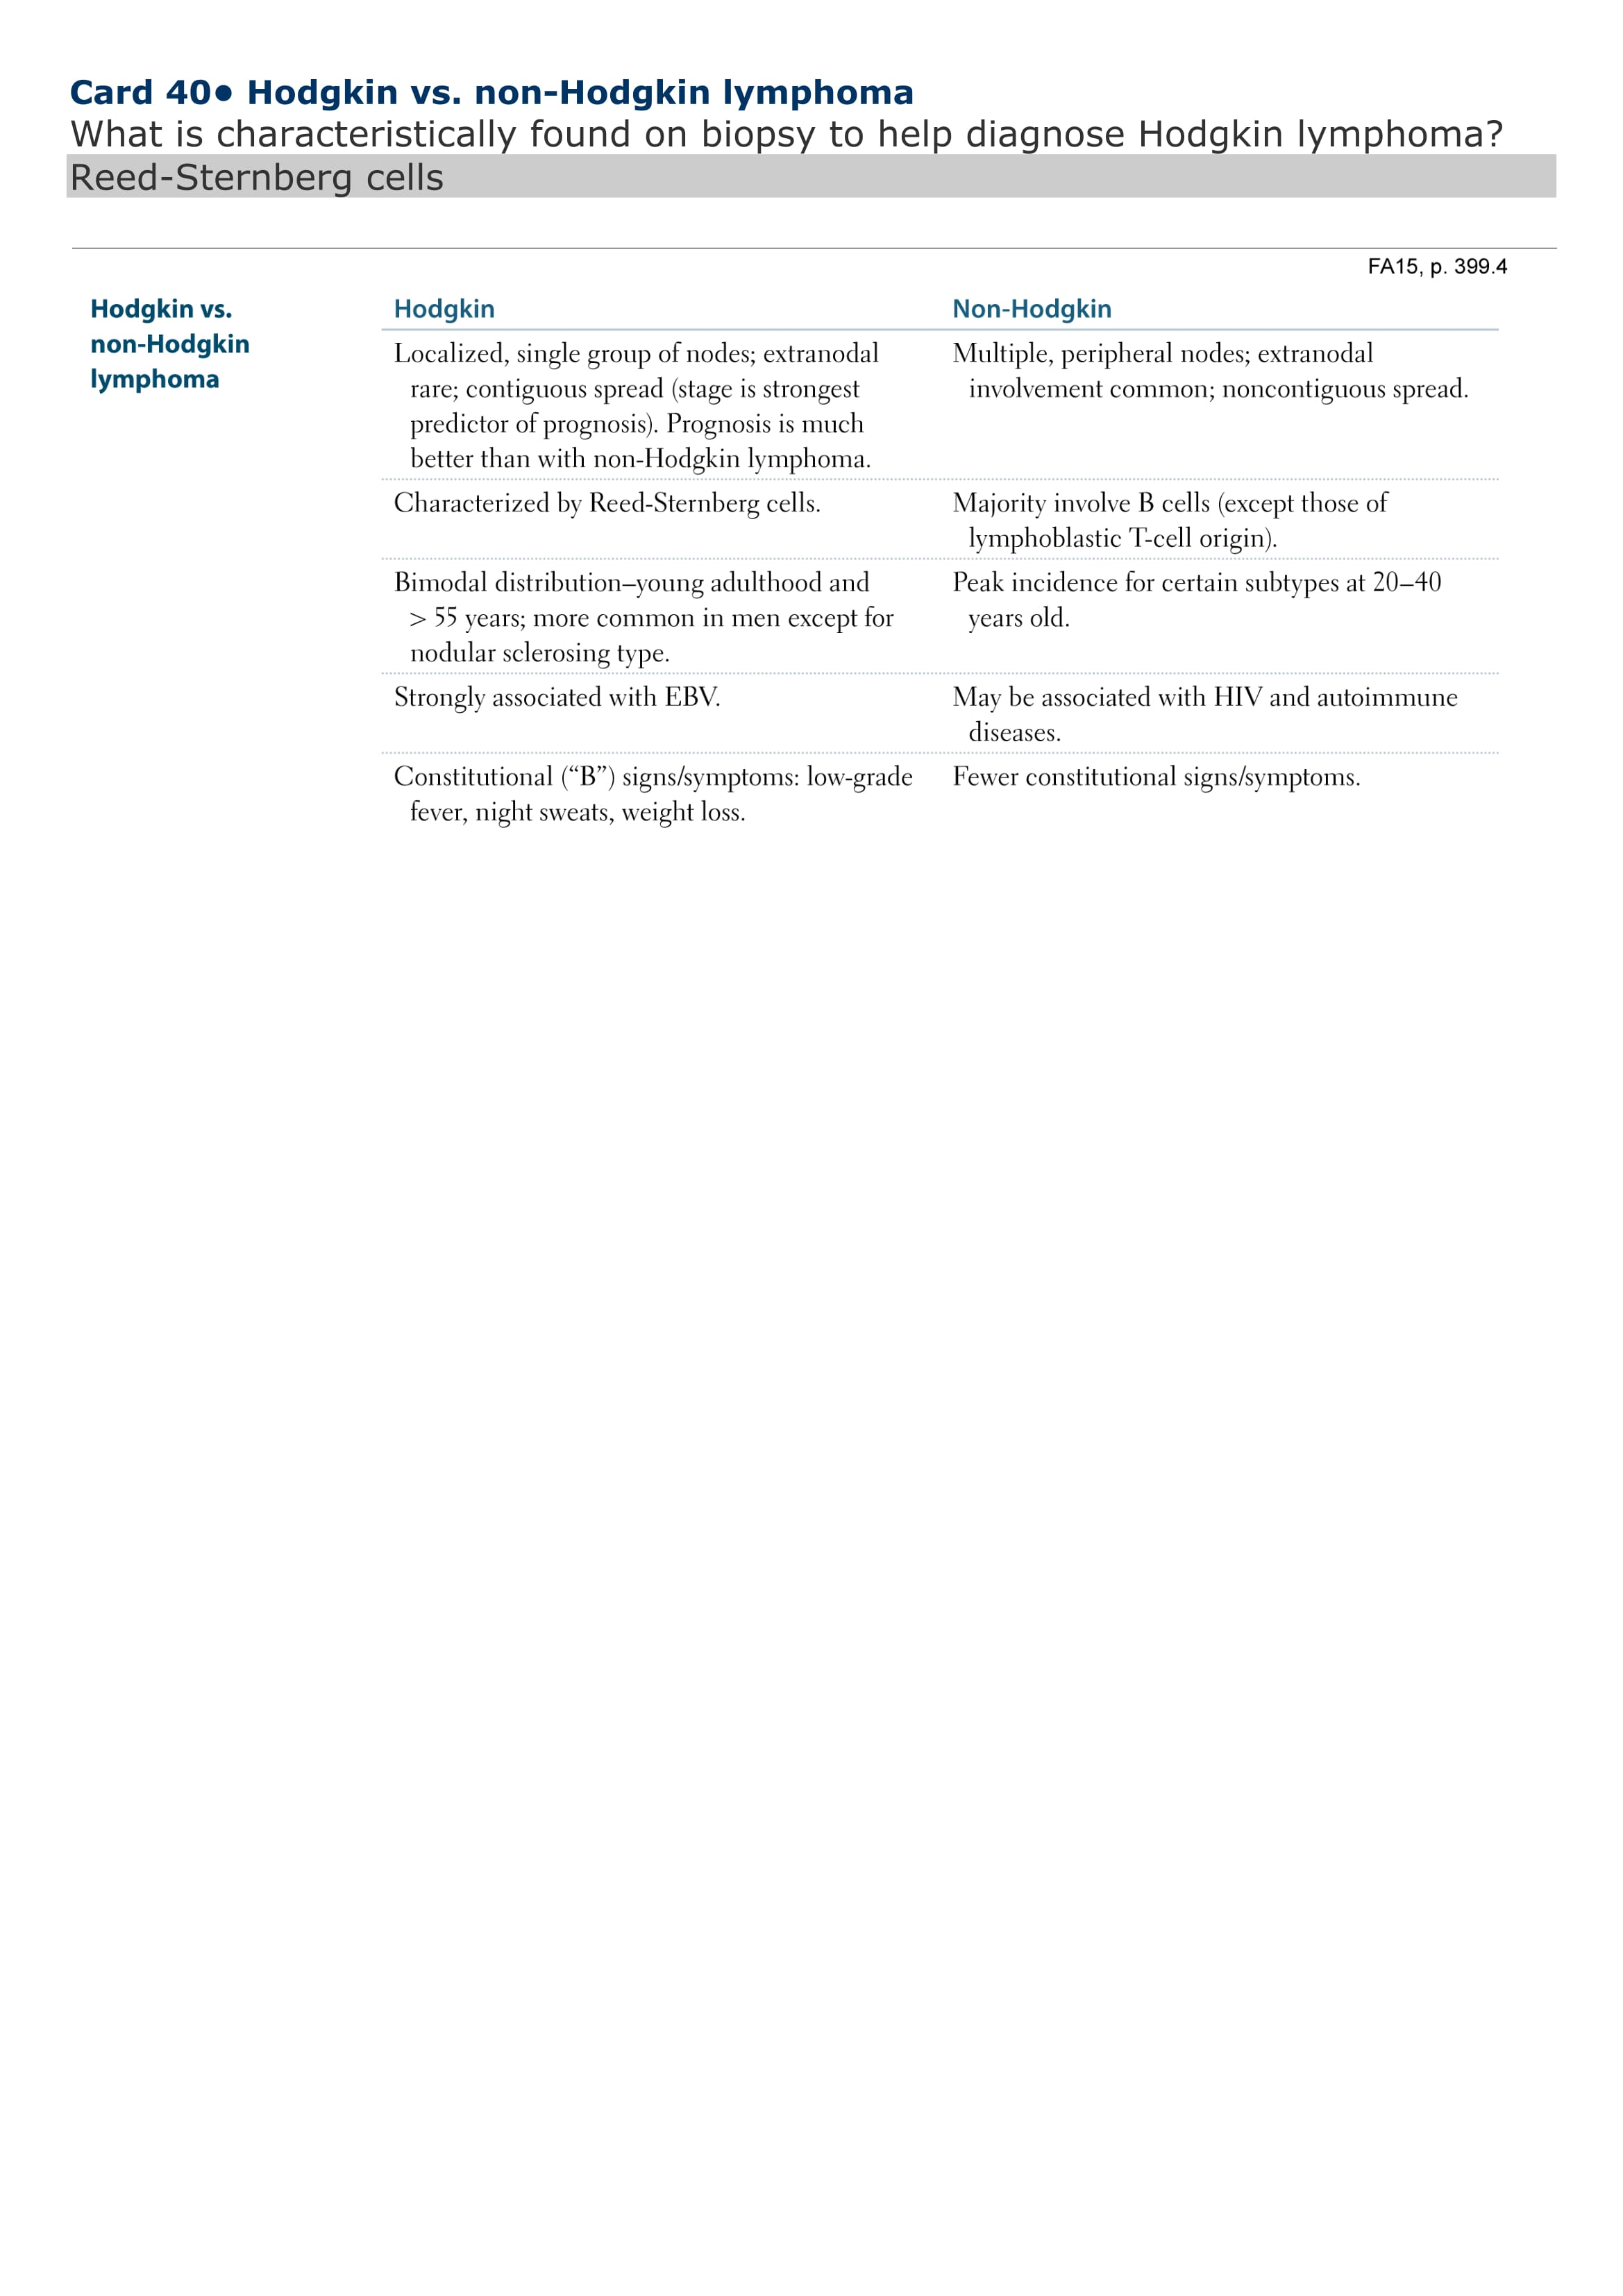 Card 40● Hodgkin vs. non-Hodgkin lymphoma
What is characteristically found on biopsy to help diagnose Hodgkin lymphoma?
Reed-Sternberg cells
FA15, p. 399.4
Hodgkin vs.
non-Hodgkin
lymphoma
Hodgkin
Non-Hodgkin
Localized, single group of nodes; extranodal
rare; contiguous spread (stage is strongest
predictor of prognosis). Prognosis is much
better than with non-Hodgkin lymphoma.
Multiple, peripheral nodes; extranodal
involvement common; noncontiguous spread.
Characterized by Reed-Sternberg cells.
Majority involve B cells (except those of
lymphoblastic T-cell origin).
Bimodal distribution–young adulthood and
> 55 years; more common in men except for
nodular sclerosing type.
Peak incidence for certain subtypes at 20–40
years old.
Strongly associated with EBV.
May be associated with HIV and autoimmune
diseases.
Constitutional (“B”) signs/symptoms: low-grade
fever, night sweats, weight loss.
Fewer constitutional signs/symptoms.